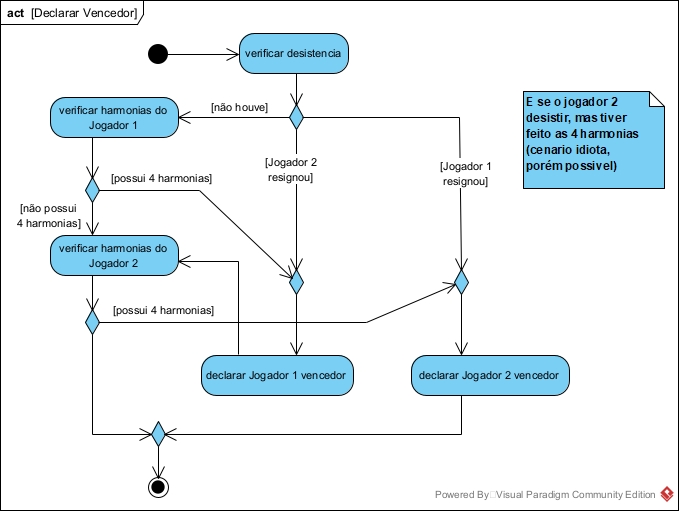 act [Declarar Vencedor]
verificar desistencia
verificar harmonias do
Jogador 1
[não houve]
E se o jogador 2
desistir, mas tiver
feito as 4 harmonias
(cenario idiota,
porém possivel)
[Jogador 2
resignou]
[Jogador 1
resignou]
[possui 4 harmonias]
[não possui
4 harmonias]
verificar harmonias do
Jogador 2
[possui 4 harmonias]
declarar Jogador 1 vencedor
declarar Jogador 2 vencedor
Powered By Visual Paradigm Community Edition